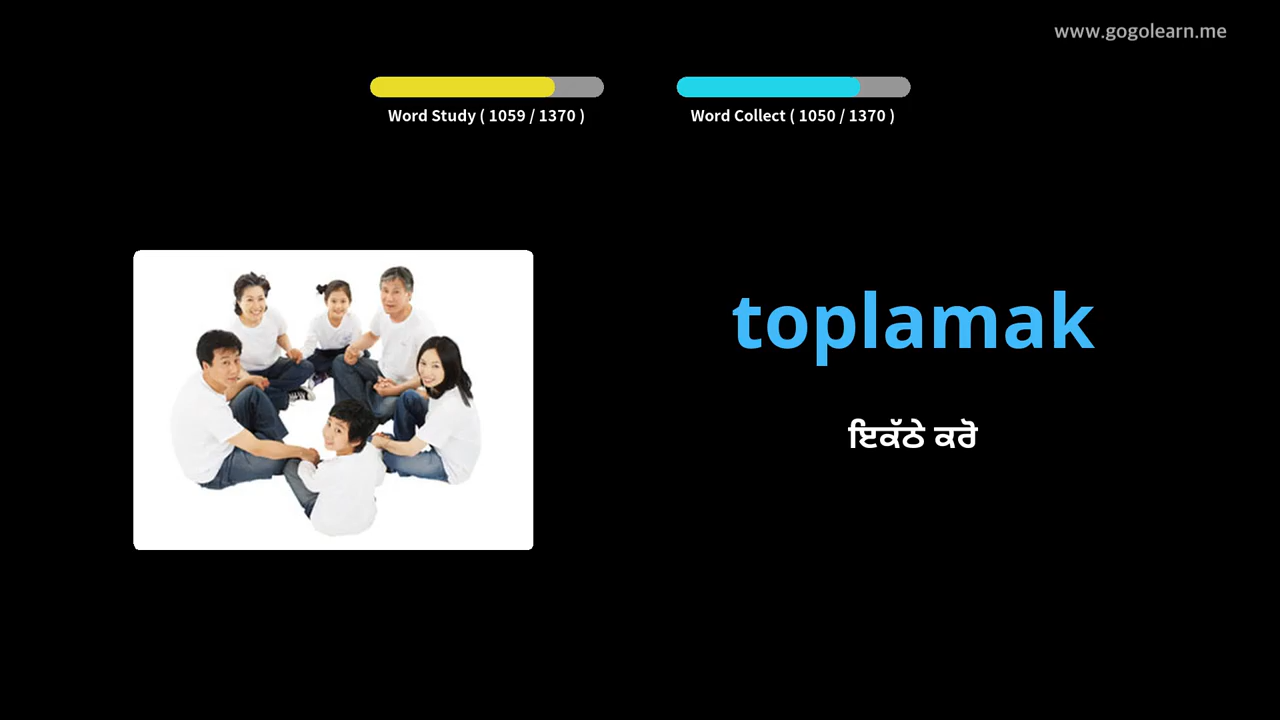 www.gogolearn.me
Word Study ( 1059 / 1370 )
Word Collect ( 1050 / 1370 )
toplamak
ਇਕੱਠੇ ਕਰੋ